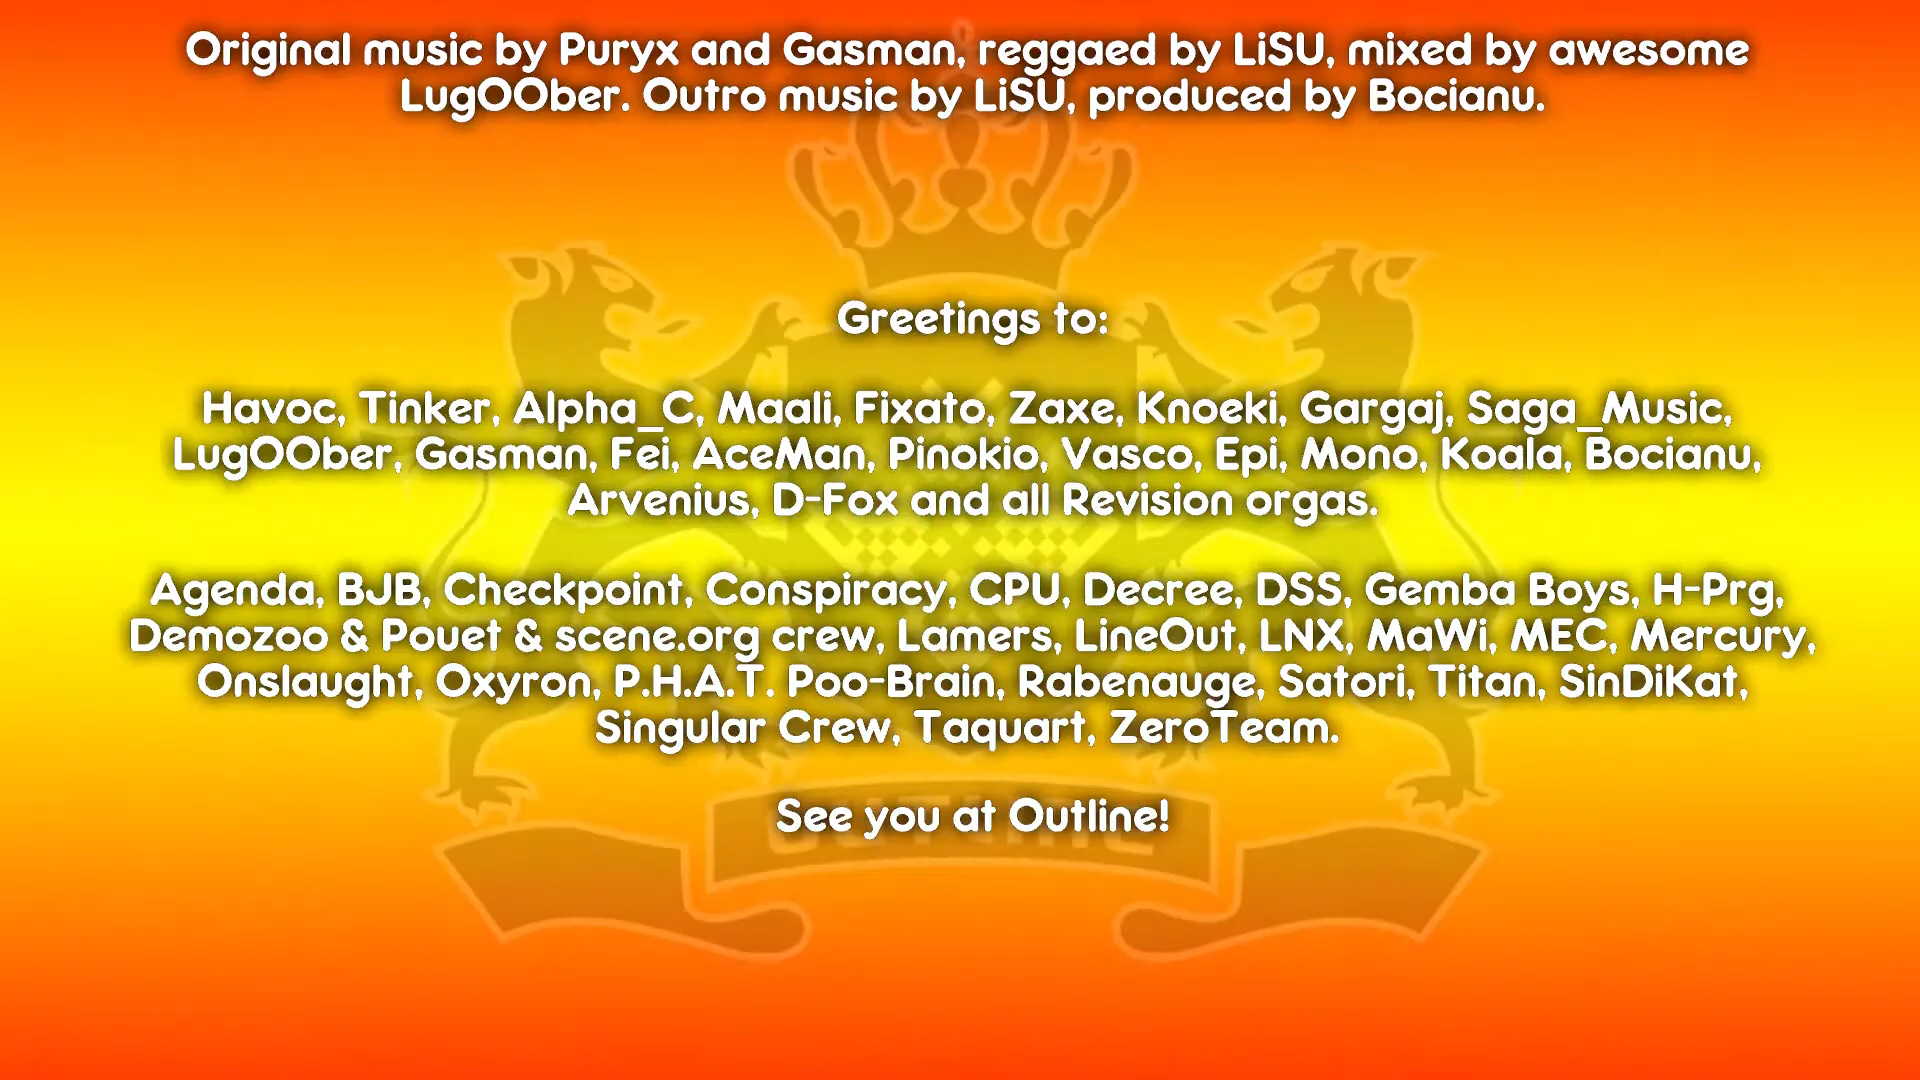 Original music by Puryx and Gasman, reggaed by LiSU, mixed by awesome
LugOOber. Outro music by LiSU, produced by Bocianu.
Greetings to:
Havoc, Tinker, Alpha_C, Maali, Fixato, Zaxe, Knoeki, Gargaj, Saga_Music,
LugOOber, Gasman, Fei, AceMan, Pinokio, Vasco, Epi, Mono, Koala, Bocianu,
Arvenius, D-Fox and all Revision orgas.
Agenda, BJB, Checkpoint, Conspiracy, CPU, Decree, DSS, Gemba Boys, H-Prg,
Demozoo & Pouet & scene.org crew, Lamers, LineOut, LNX, MaWi, MEC, Mercury,
Onslaught, Oxyron, P.H.A.T. Poo-Brain, Rabenauge, Satori, Titan, SinDiKat,
Singular Crew, Taquart, ZeroTeam.
See you at Outline!
OUTLINE